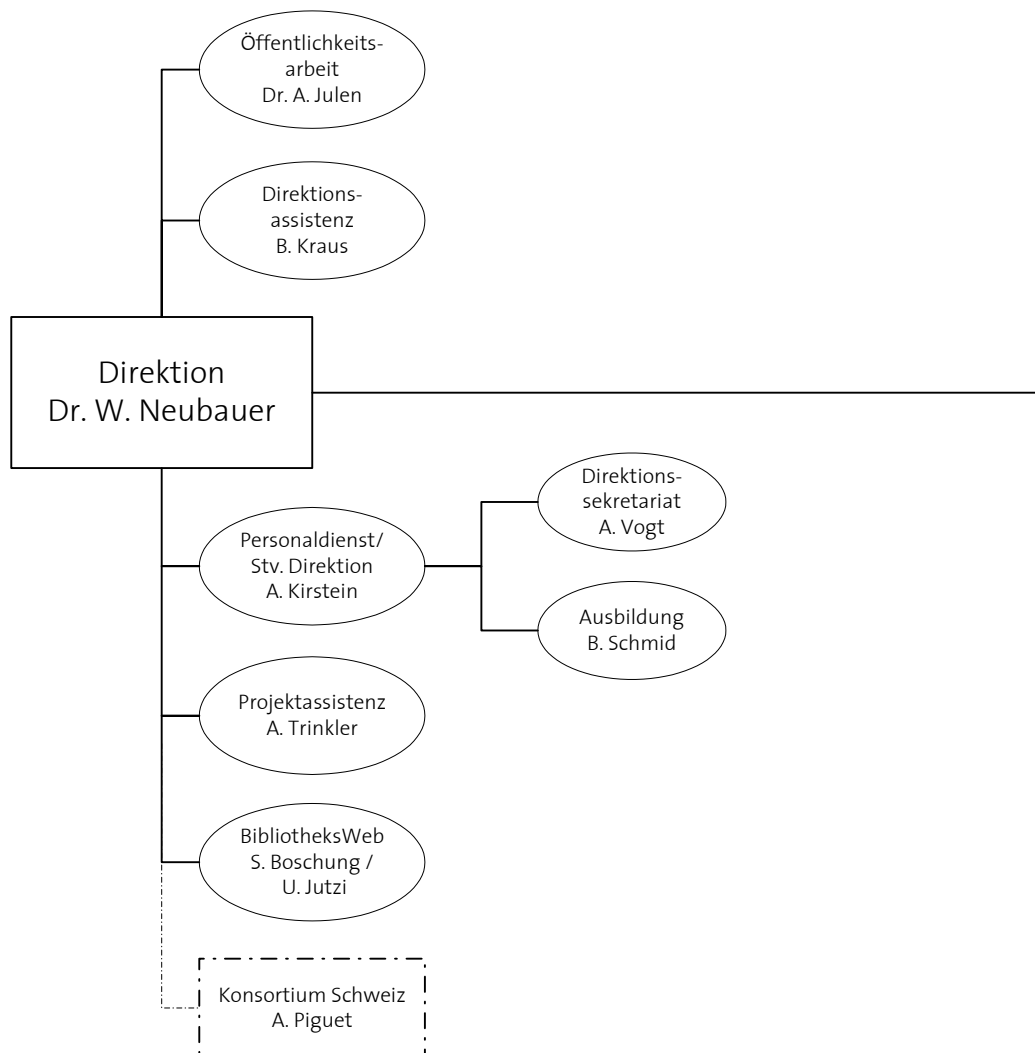 Öffentlichkeits-
arbeit
Dr. A. Julen
Direktions-
assistenz
B. Kraus
Direktion
Dr. W. Neubauer
Direktions-
sekretariat
A. Vogt
Personaldienst/
Stv. Direktion
A. Kirstein
Ausbildung
B. Schmid
Projektassistenz
A. Trinkler
BibliotheksWeb
S. Boschung /
U. Jutzi
Konsortium Schweiz
A. Piguet